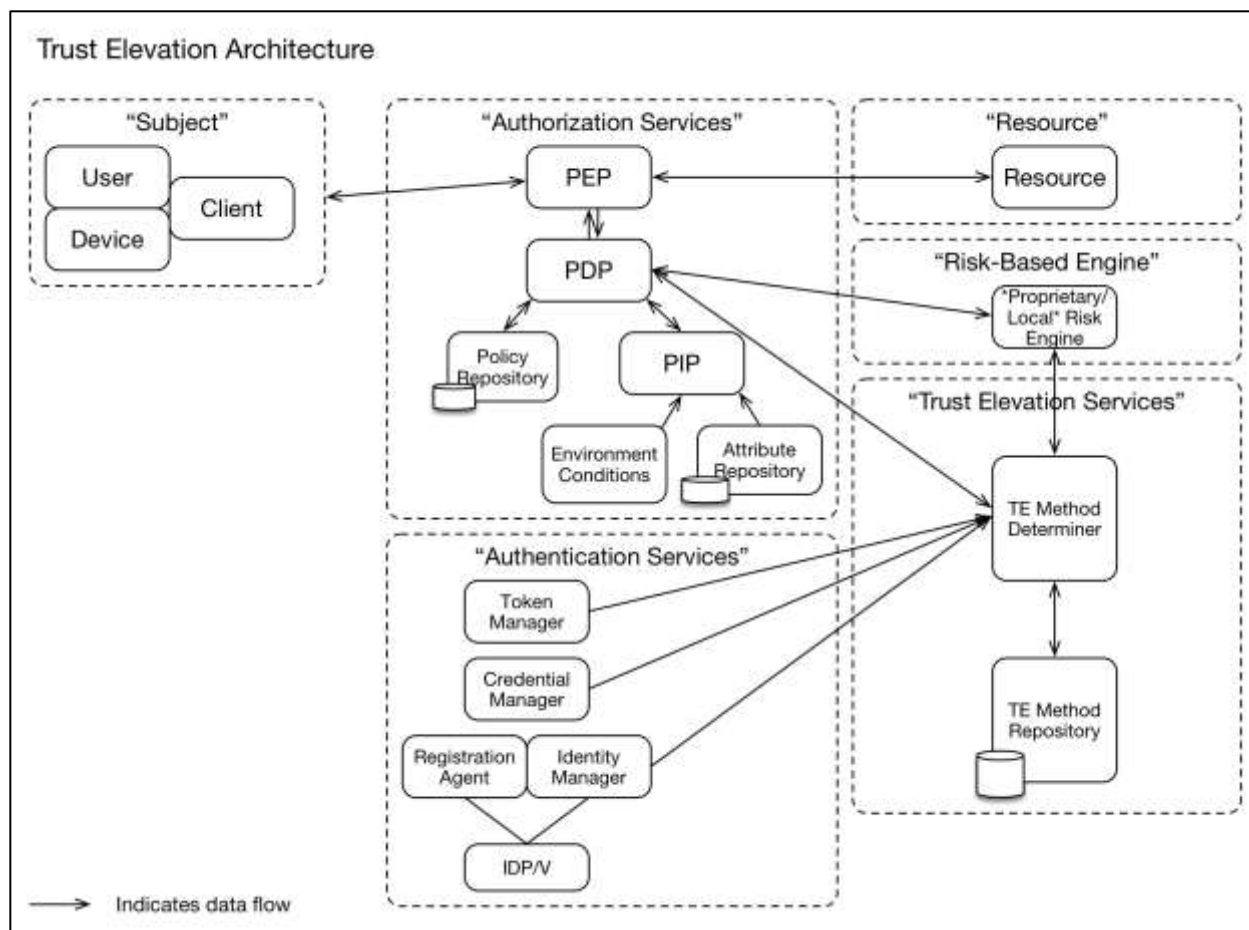 Trust Elevation Architecture
“Subject”
User
Client
Device
“Authorization Services”
PEP
PDP
Policy
Repository
PIP
Environment
Conditions
Attribute
Repository
“Resource”
Resource
“Risk-Based Engine”
*Proprietary/
Local* Risk
Engine
“Trust Elevation Services”
TE Method
Determiner
TE Method
Repository
“Authentication Services”
Token
Manager
Credential
Manager
Registration
Agent
Identity
Manager
IDP/V
Indicates data flow